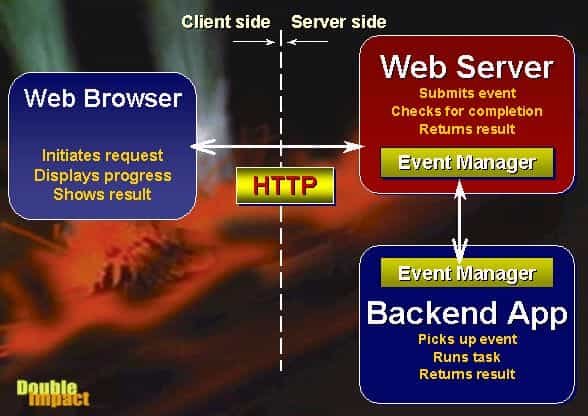 Client side
Server side
Web Browser
Initiates request
Displays progress
Shows result
HTTP
Web Server
Submits event
Checks for completion
Returns result
Event Manager
Event Manager
Backend App
Picks up event
Runs task
Returns result
Double
Impact